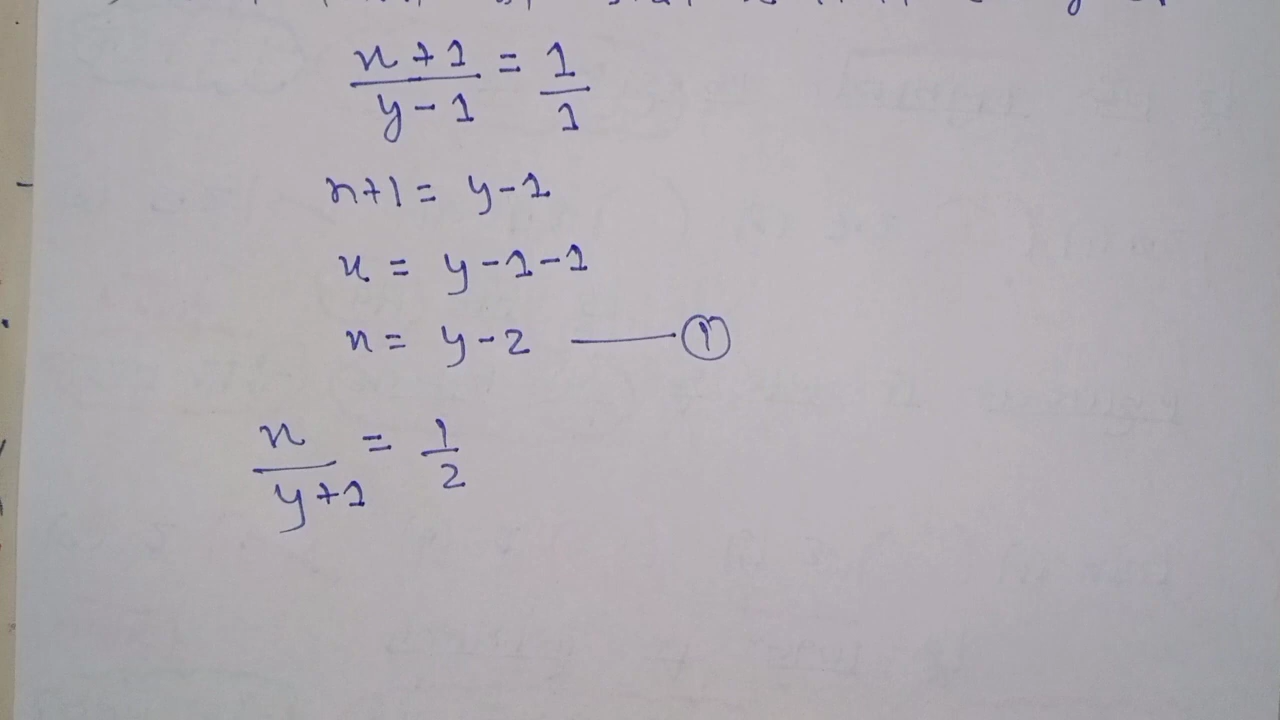 x+1 / y-1 = 1/1
x+1 = y-1
x = y-1-1
x = y-2 —— ①
x / y+1 = 1/2